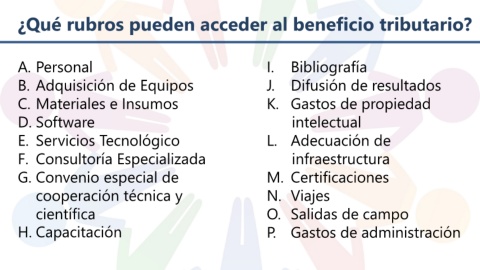 ¿Qué rubros pueden acceder al beneficio tributario?
A. Personal
B. Adquisición de Equipos
C. Materiales e Insumos
D. Software
E. Servicios Tecnológico
F. Consultoría Especializada
G. Convenio especial de
cooperación técnica y
científica
H. Capacitación
I. Bibliografía
J. Difusión de resultados
K. Gastos de propiedad
intelectual
L. Adecuación de
infraestructura
M. Certificaciones
N. Viajes
O. Salidas de campo
P. Gastos de administración